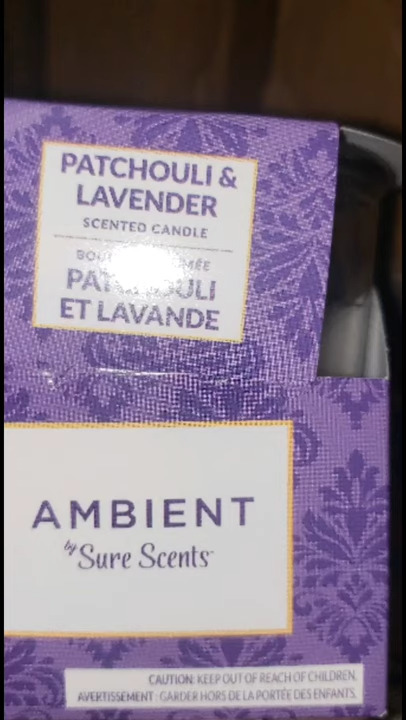 PATCHOULI &
LAVENDER
SCENTED CANDLE
ET LAVANDE
AMBIENT
by Sure Scents
CAUTION: KEEP OUT OF REACH OF CHILDREN.
AVERTISSEMENT : GARDER HORS DE LA PORTÉE DES ENFANTS.